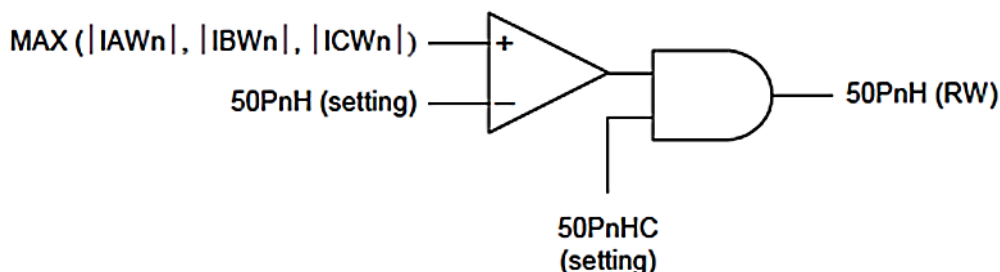 MAX (|IAWn|, |IBWn|, |ICWn|)
+
50PnH (setting)
−
50PnH (RW)
50PnHC
(setting)